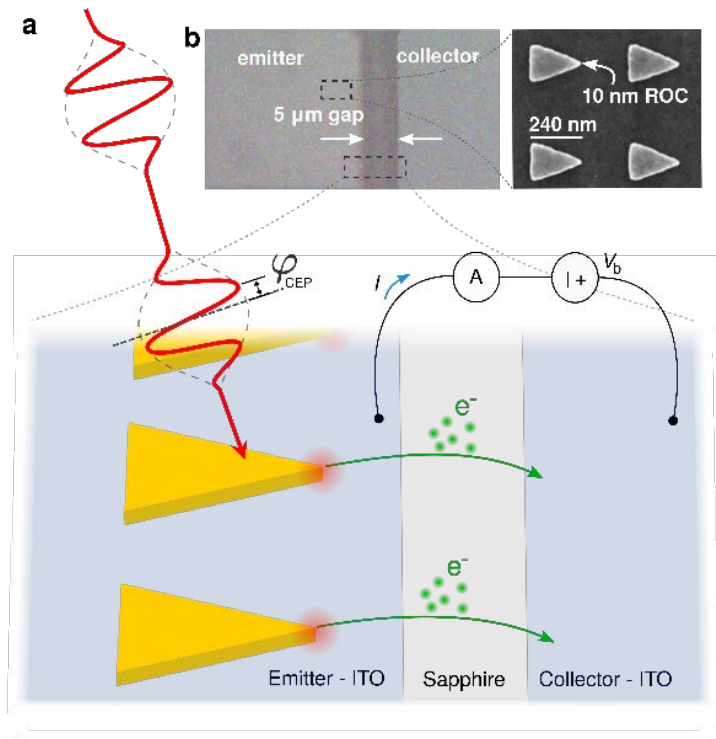 a
b
emitter
collector
5 µm gap
10 nm ROC
240 nm
φCEP
I
A
I +
Vb
e-
e-
Emitter - ITO
Sapphire
Collector - ITO